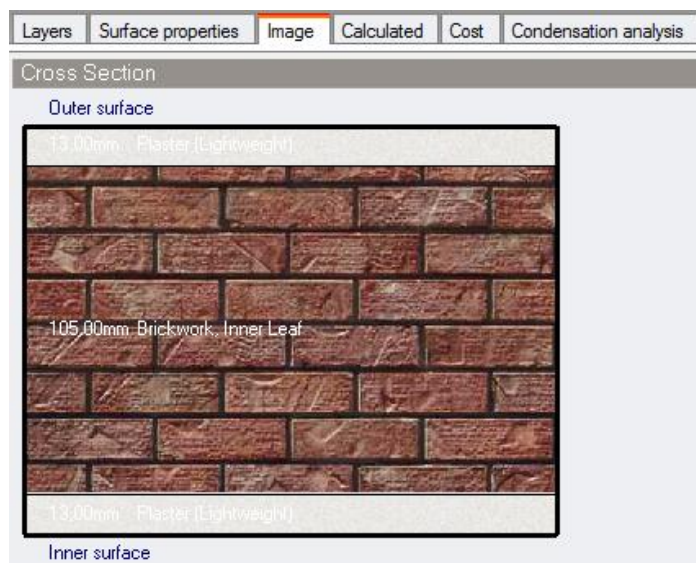 Layers Surface properties Image Calculated Cost Condensation analysis
Cross Section
Outer surface
13,00mm Plaster (Lightweight)
105,00mm Brickwork, Inner Leaf
13,00mm Plaster (Lightweight)
Inner surface